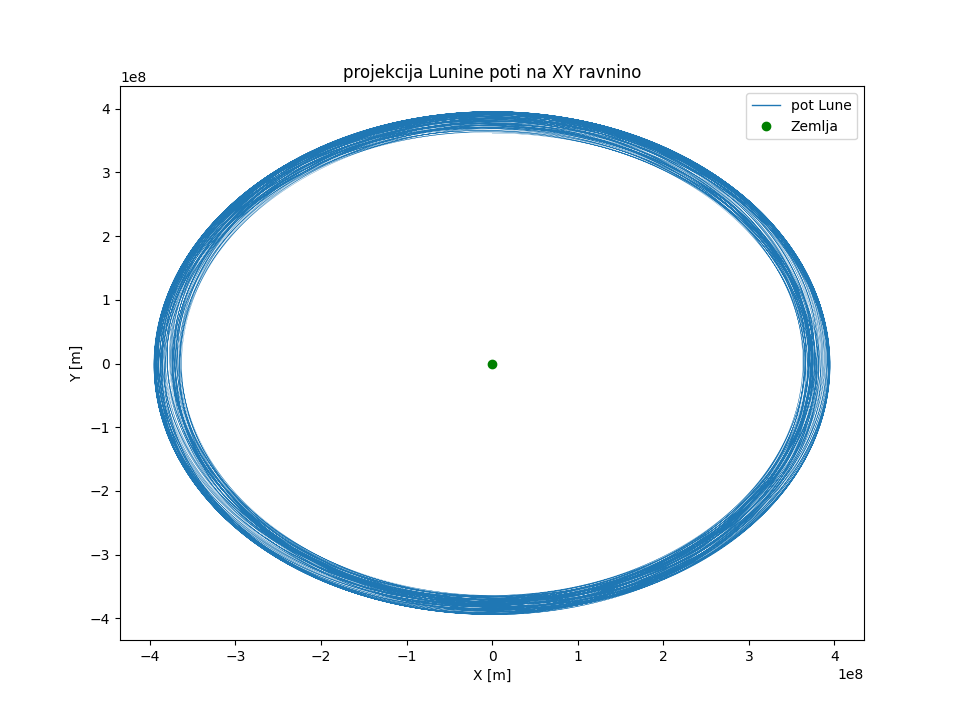 projekcija Lunine poti na XY ravnino
1e8
pot Lune
Zemlja
4
3
2
1
0
−1
−2
−3
−4
Y [m]
−4 −3 −2 −1 0 1 2 3 4
X [m]
1e8